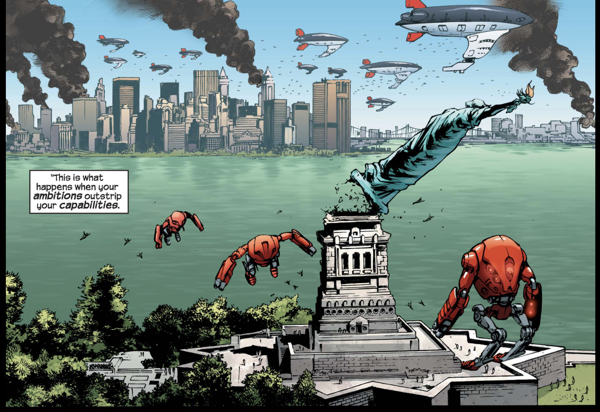 "This is what
happens when your
ambitions outstrip
your capabilities.